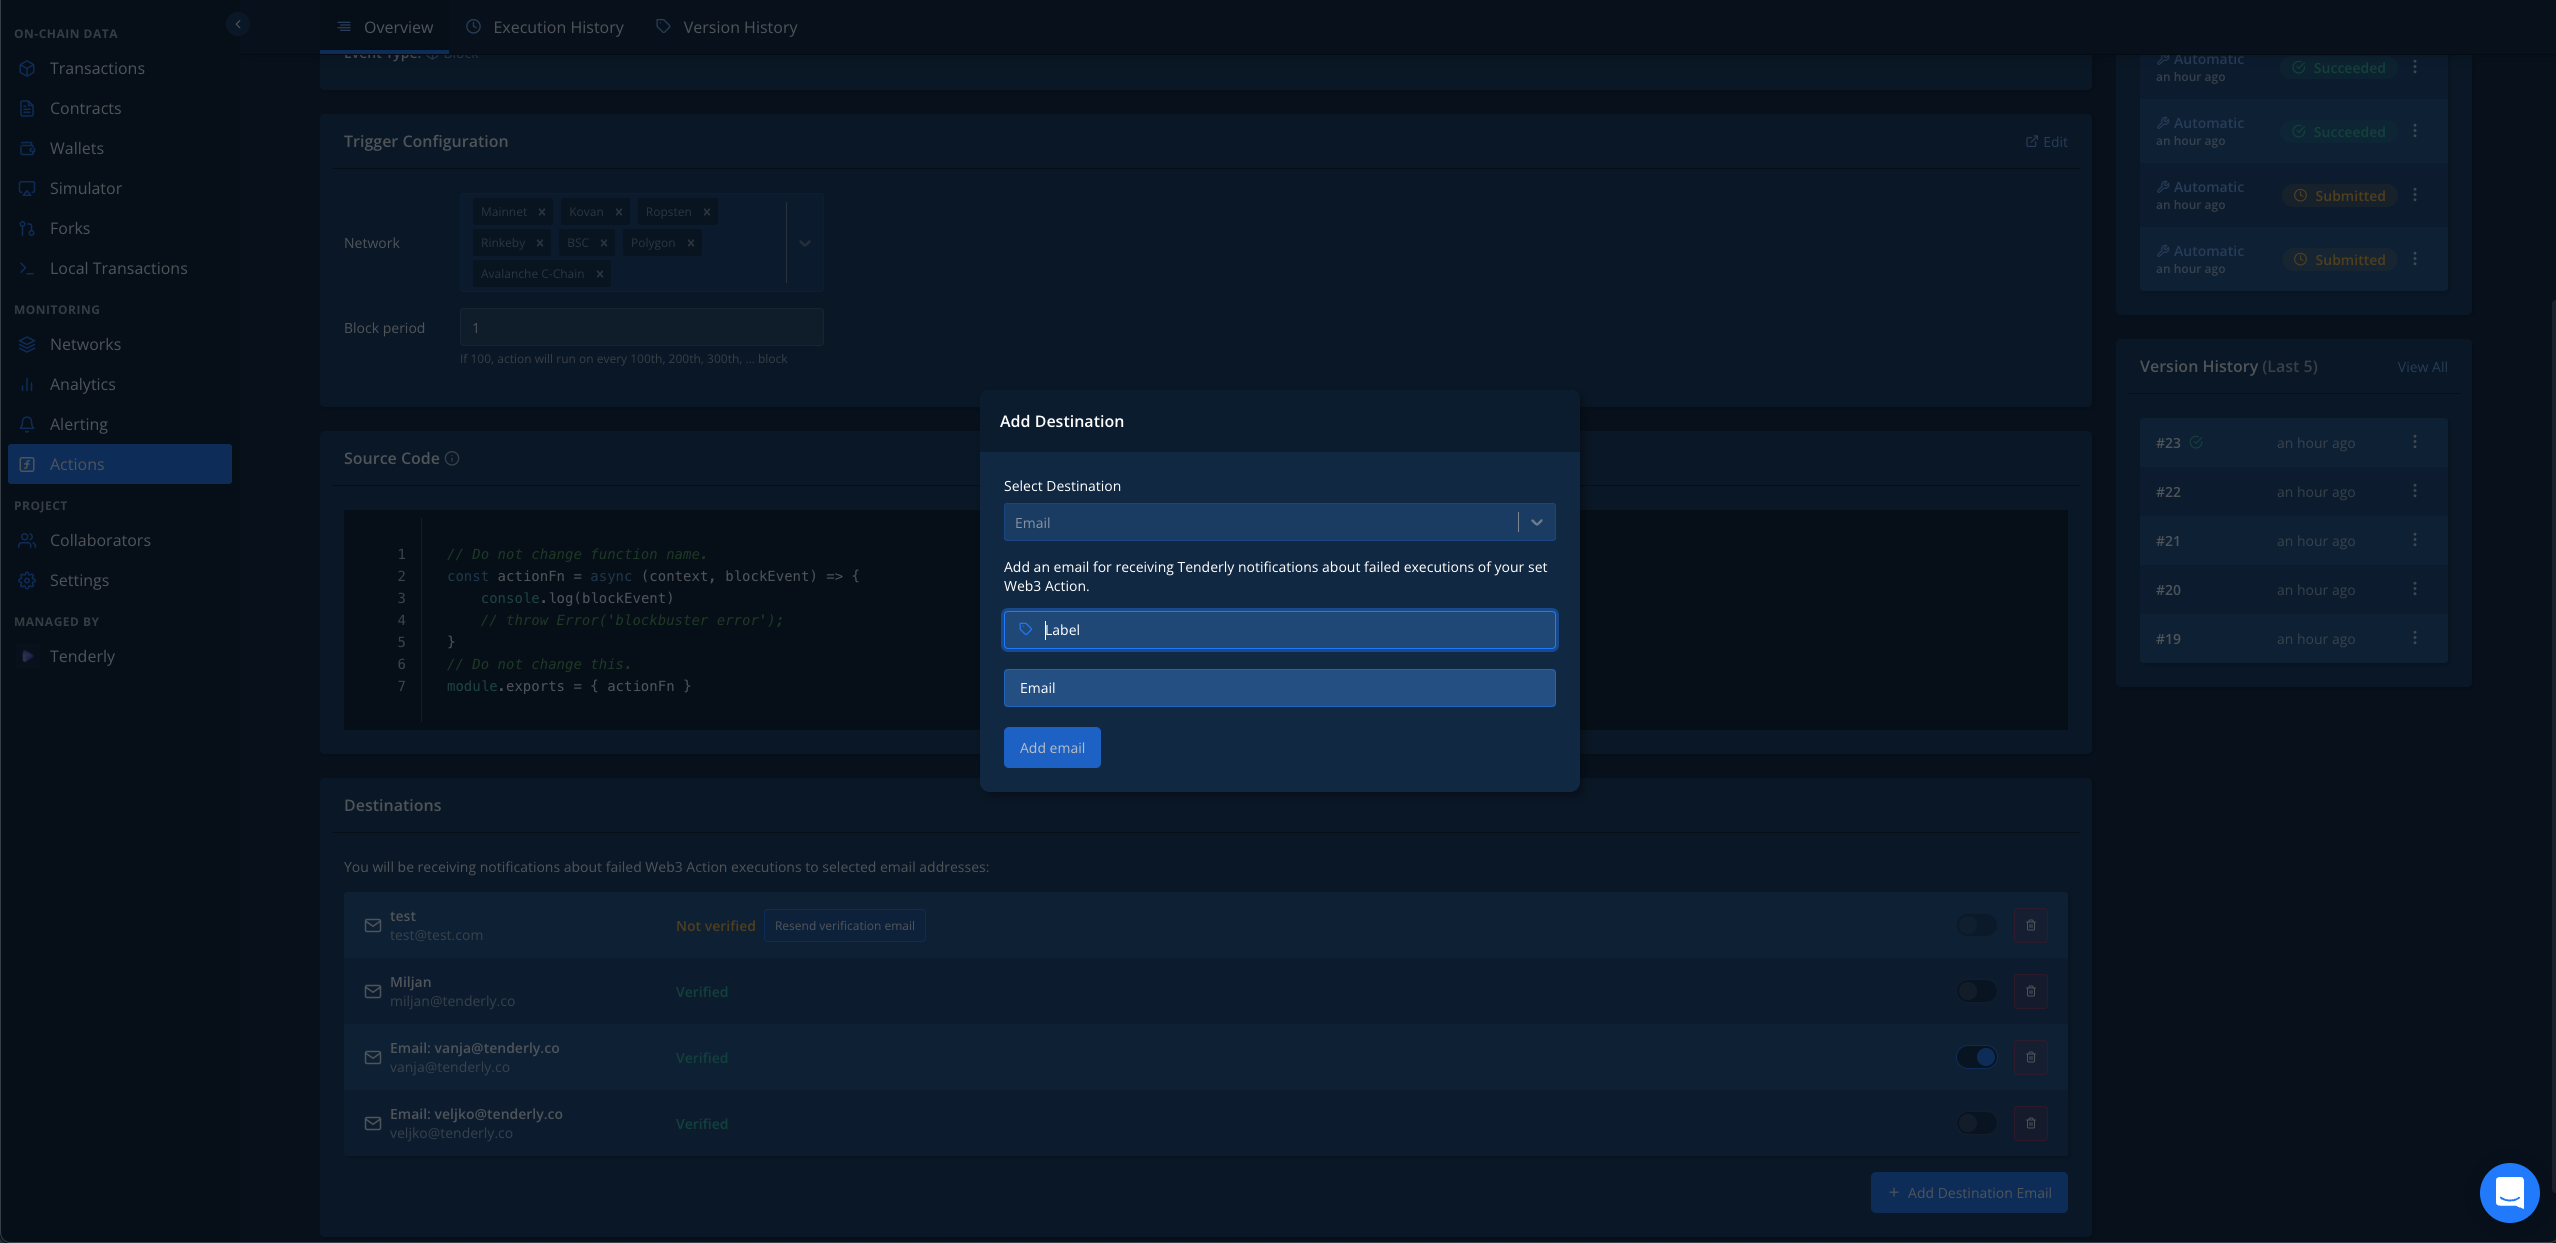 ON-CHAIN DATA
Transactions
Contracts
Wallets
Simulator
Forks
Local Transactions
MONITORING
Networks
Analytics
Alerting
Actions
PROJECT
Collaborators
Settings
MANAGED BY
Tenderly
Overview
Execution History
Version History
Event Type: Block
Trigger Configuration
Edit
Network
Mainnet
Kovan
Ropsten
Rinkeby
BSC
Polygon
Avalanche C-Chain
Block period
1
If 100, action will run on every 100th, 200th, 300th, ... block
Source Code
1 // Do not change function name.
2 const actionFn = async (context, blockEvent) => {
3 console.log(blockEvent)
4 // throw Error('blockbuster error');
5 }
6 // Do not change this.
7 module.exports = { actionFn }
Add Destination
Select Destination
Email
Add an email for receiving Tenderly notifications about failed executions of your set
Web3 Action.
Label
Email
Add email
Destinations
You will be receiving notifications about failed Web3 Action executions to selected email addresses:
test
test@test.com
Not verified
Resend verification email
Miljan
miljan@tenderly.co
Verified
Email: vanja@tenderly.co
vanja@tenderly.co
Verified
Email: veljko@tenderly.co
veljko@tenderly.co
Verified
+ Add Destination Email
Automatic
an hour ago
Succeeded
Automatic
an hour ago
Succeeded
Automatic
an hour ago
Submitted
Automatic
an hour ago
Submitted
Version History (Last 5)
View All
#23 an hour ago
#22 an hour ago
#21 an hour ago
#20 an hour ago
#19 an hour ago